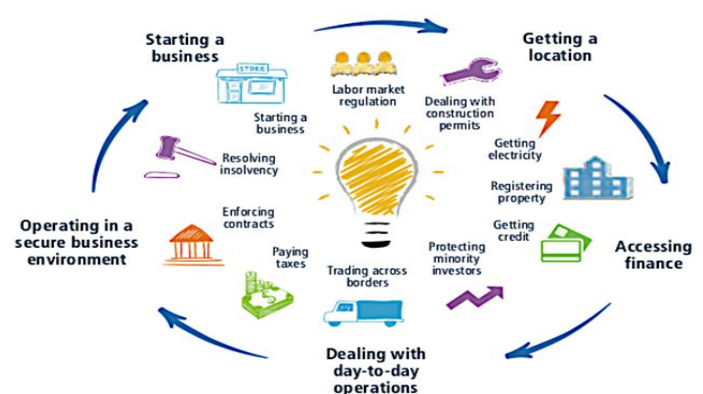 Starting a
business
Getting a
location
STORE
Labor market
regulation
Dealing with
construction
permits
Starting a
business
Getting
electricity
Resolving
insolvency
Registering
property
Enforcing
contracts
Getting
credit
Operating in a
secure business
environment
Accessing
finance
Paying
taxes
Protecting
minority
investors
Trading across
borders
Dealing with
day-to-day
operations